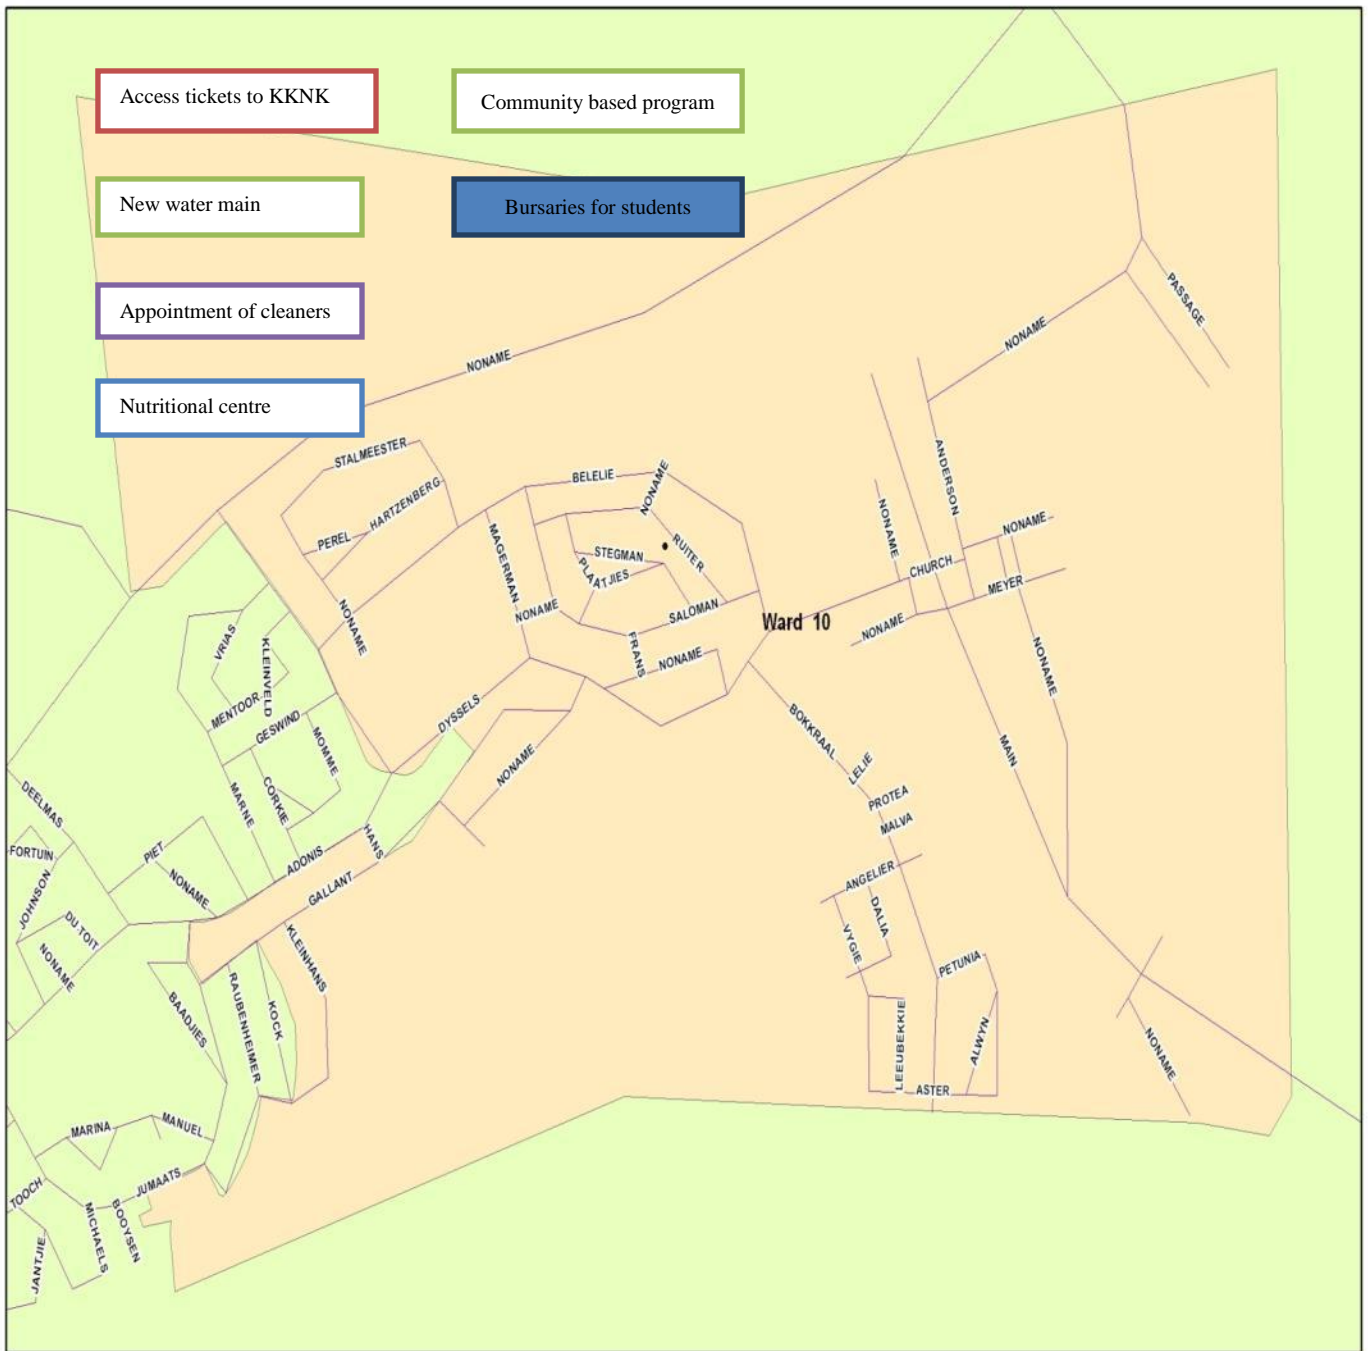 Access tickets to KKNK
Community based program
New water main
Bursaries for students
Appointment of cleaners
Nutritional centre
PASSAGE
NONAME
NONAME
STALMEESTER
HARTZENBERG
PEREL
NONAME
BELELIE
NONAME
RUITER
STEGMAN
PLAATJIES
MAGERMAN
NONAME
SALOMAN
FRANS
NONAME
Ward 10
ANDERSON
NONAME
NONAME
CHURCH
MEYER
NONAME
NONAME
MAIN
VRIAS
KLEINVELD
MENTOOR
GESWIND
MOMME
DYSSELS
NONAME
BOKKRAAL
LELIE
PROTEA
MALVA
DEELMAS
MARNE
CORKIE
HANS
ADONIS
PIET
NONAME
GALLANT
FORTUIN
JOHNSON
DU TOIT
NONAME
KLEINHANS
ANGELIER
DALIA
VYGIE
PETUNIA
BAADJIES
RAUBENHEIMER
KOCK
LEEUBEKKIE
ALWYN
ASTER
NONAME
MARINA
MANUEL
JUMAATS
TOOCH
MICHAELS
BOOYSEN
JANTJIE